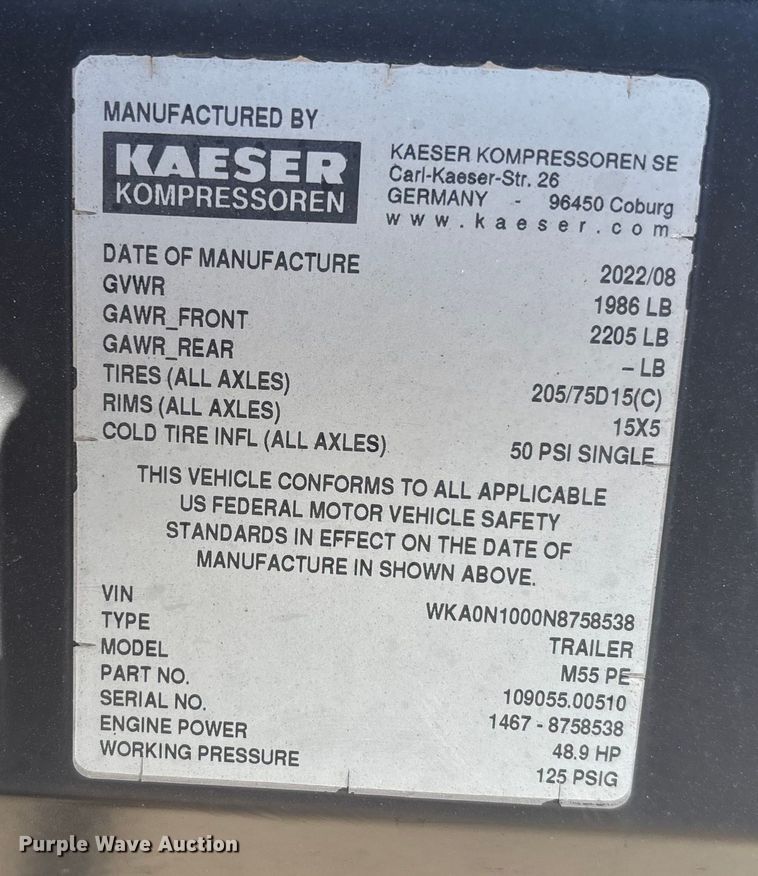 MANUFACTURED BY
KAESER
KOMPRESSOREN
KAESER KOMPRESSOREN SE
Carl-Kaeser-Str. 26
GERMANY - 96450 Coburg
www.kaeser.com
DATE OF MANUFACTURE 2022/08
GVWR 1986 LB
GAWR_FRONT 2205 LB
GAWR_REAR – LB
TIRES (ALL AXLES) 205/75D15(C)
RIMS (ALL AXLES) 15X5
COLD TIRE INFL (ALL AXLES) 50 PSI SINGLE
THIS VEHICLE CONFORMS TO ALL APPLICABLE
US FEDERAL MOTOR VEHICLE SAFETY
STANDARDS IN EFFECT ON THE DATE OF
MANUFACTURE IN SHOWN ABOVE.
VIN WKA0N1000N8758538
TYPE TRAILER
MODEL M55 PE
PART NO. 109055.00510
SERIAL NO. 1467 - 8758538
ENGINE POWER 48.9 HP
WORKING PRESSURE 125 PSIG
Purple Wave Auction